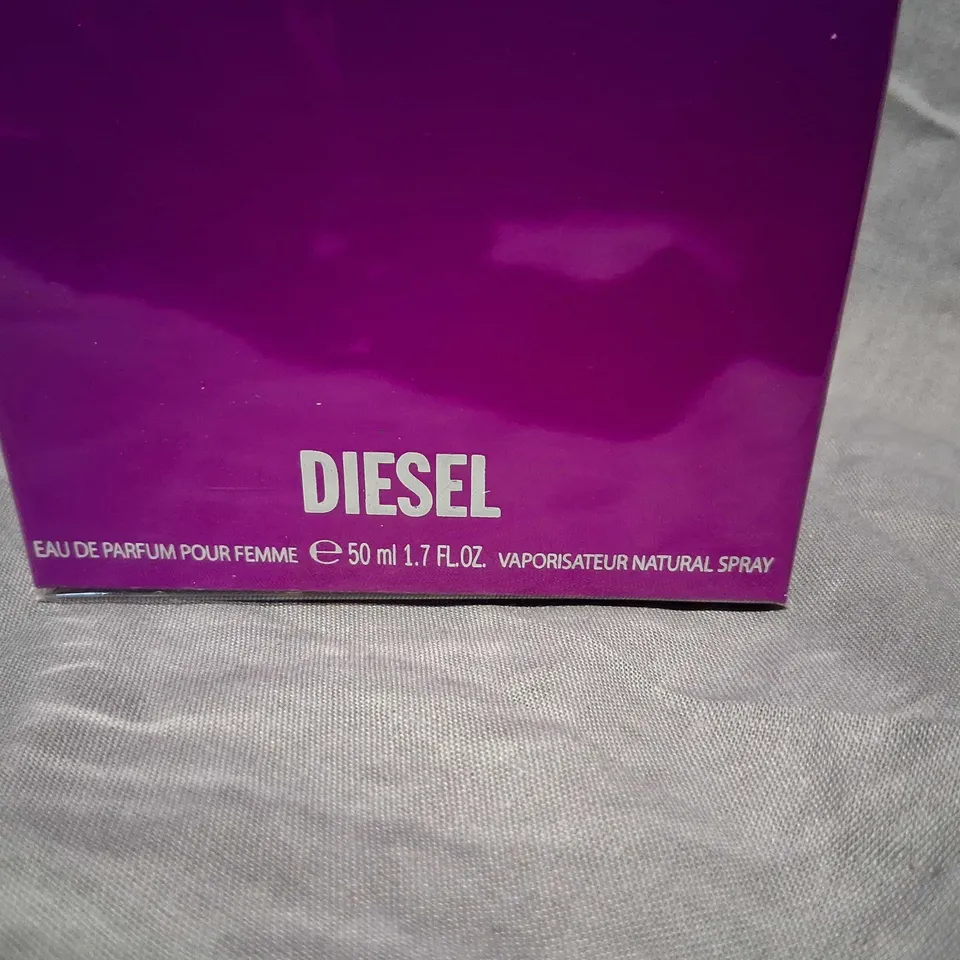 DIESEL
EAU DE PARFUM POUR FEMME ℮ 50 ml 1.7 FL.OZ. VAPORISATEUR NATURAL SPRAY